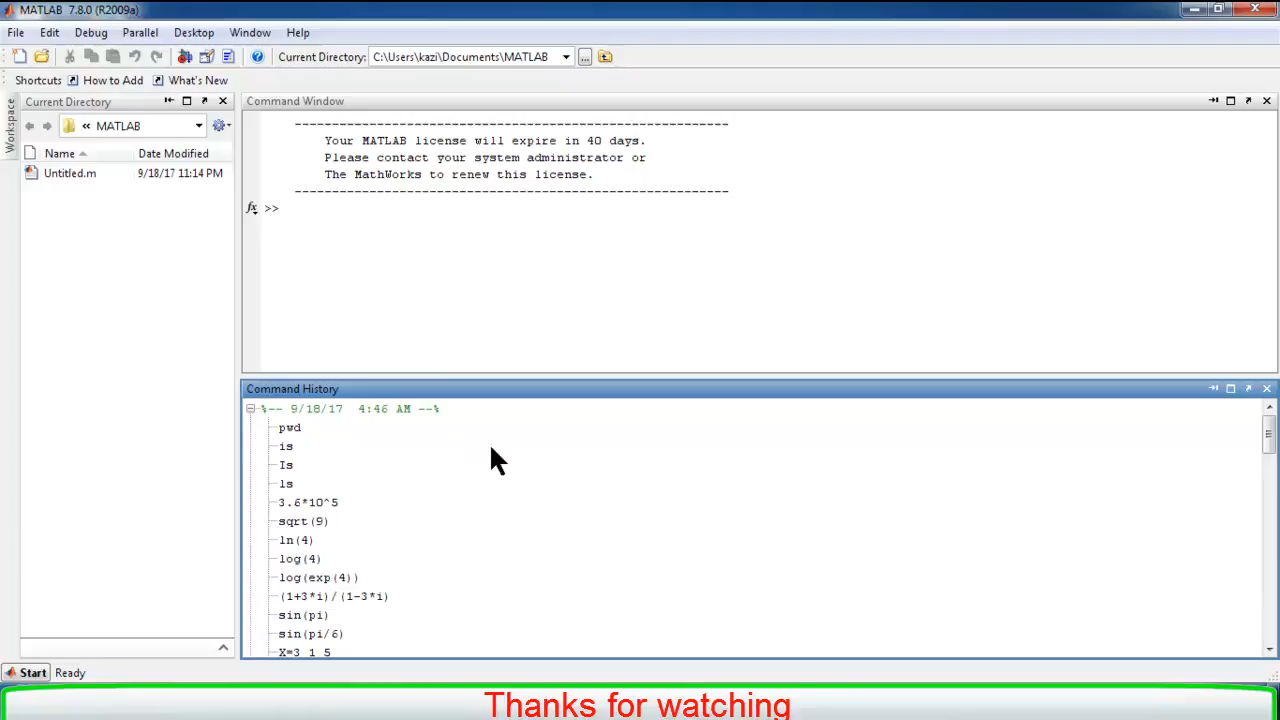 MATLAB 7.8.0 (R2009a)
File Edit Debug Parallel Desktop Window Help
Current Directory: C:\Users\kazi\Documents\MATLAB ...
Shortcuts How to Add What's New
Workspace
Current Directory
« MATLAB
Name Date Modified
Untitled.m 9/18/17 11:14 PM
Command Window
Your MATLAB license will expire in 40 days.
Please contact your system administrator or
The MathWorks to renew this license.
fx >>
Command History
%-- 9/18/17 4:46 AM --%
pwd
is
Is
ls
3.6*10^5
sqrt(9)
ln(4)
log(4)
log(exp(4))
(1+3*i)/(1-3*i)
sin(pi)
sin(pi/6)
X=3 1 5
Start Ready
Thanks for watching